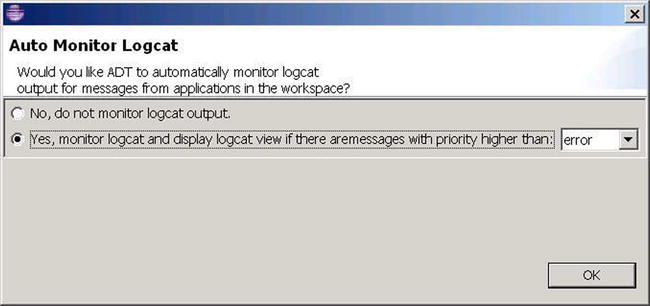 Auto Monitor Logcat
Would you like ADT to automatically monitor logcat
output for messages from applications in the workspace?
No, do not monitor logcat output.
Yes, monitor logcat and display logcat view if there aremessages with priority higher than: error
OK